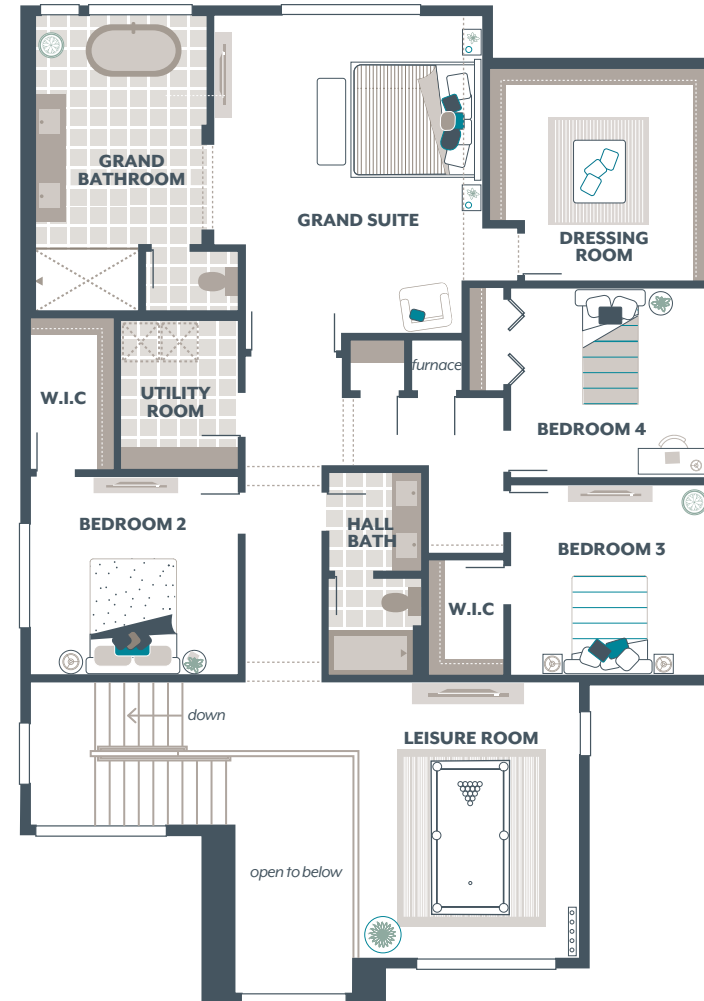 GRAND
BATHROOM
GRAND SUITE
DRESSING
ROOM
furnace
W.I.C
UTILITY
ROOM
BEDROOM 4
BEDROOM 2
HALL
BATH
BEDROOM 3
W.I.C
down
LEISURE ROOM
open to below